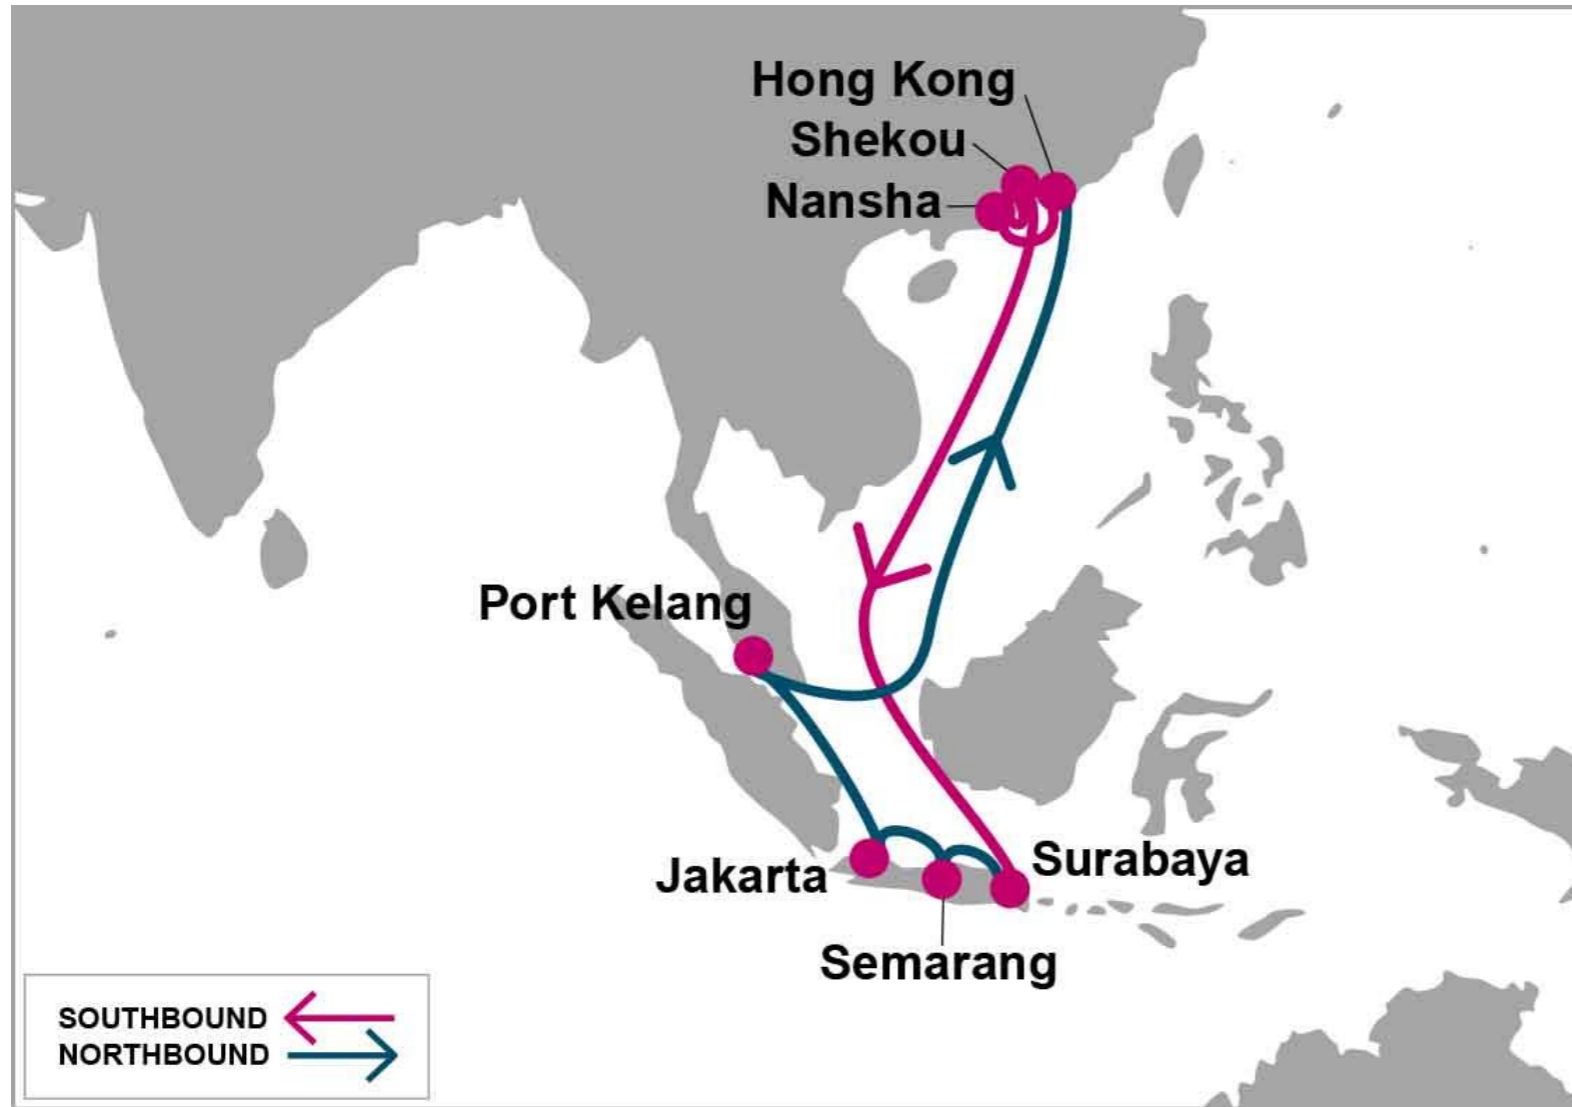 Hong Kong
Shekou
Nansha
Port Kelang
Jakarta
Surabaya
Semarang
SOUTHBOUND
NORTHBOUND